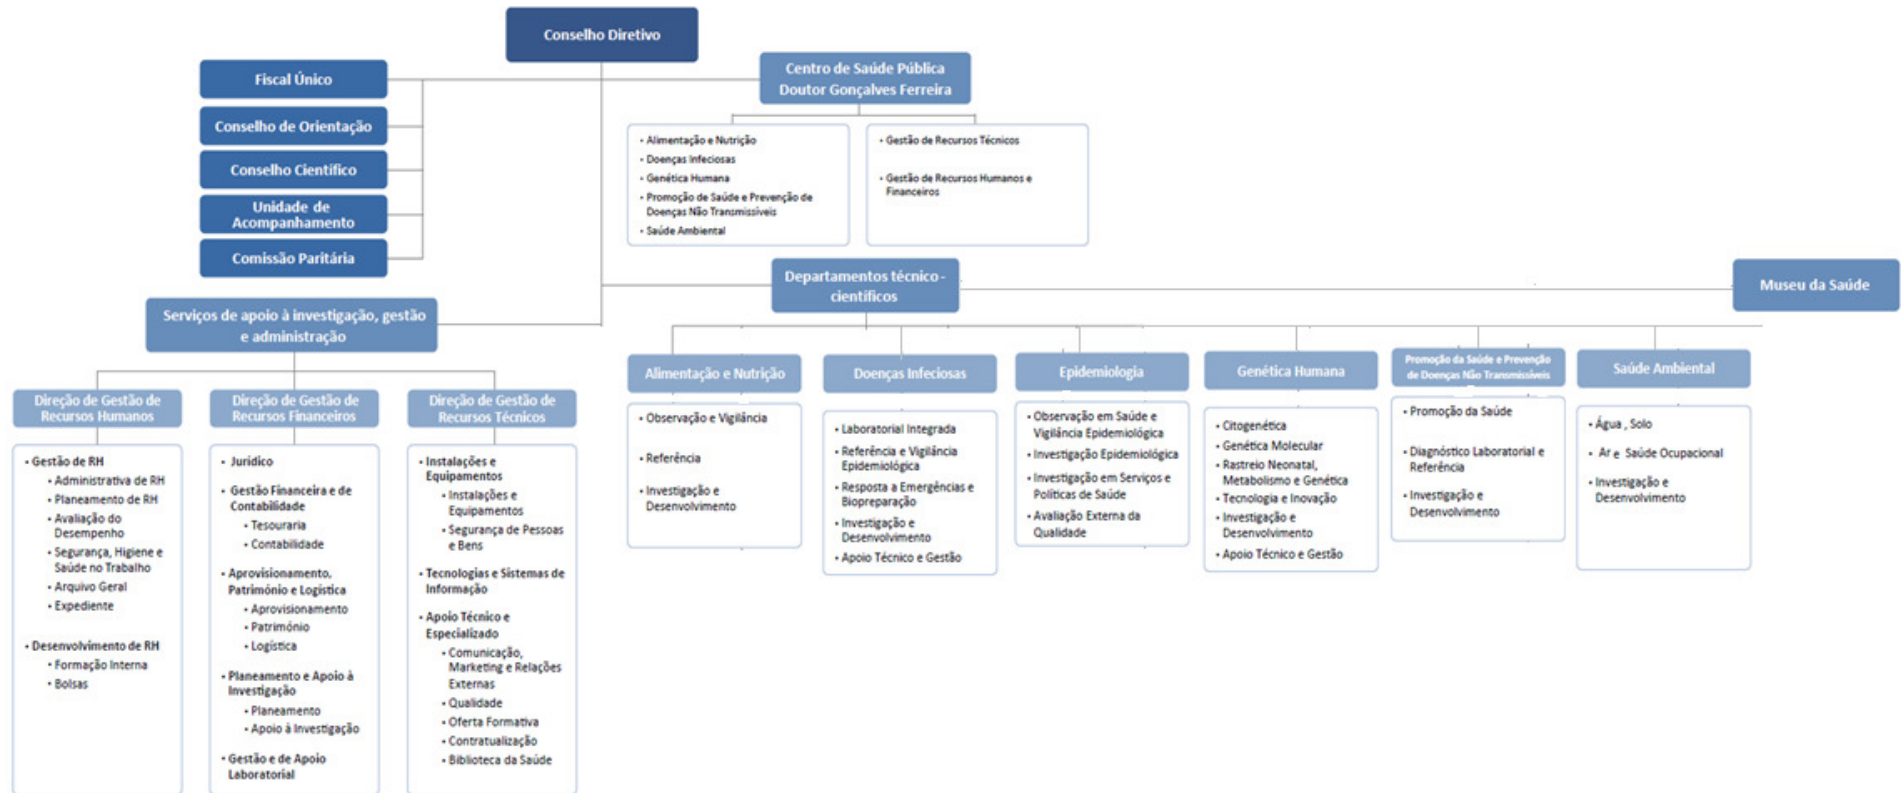 Conselho Diretivo
Fiscal Único
Conselho de Orientação
Conselho Científico
Unidade de
Acompanhamento
Comissão Paritária
Centro de Saúde Pública
Doutor Gonçalves Ferreira
• Alimentação e Nutrição
• Doenças Infeciosas
• Genética Humana
• Promoção de Saúde e Prevenção de
Doenças Não Transmissíveis
• Saúde Ambiental
• Gestão de Recursos Técnicos
• Gestão de Recursos Humanos e
Financeiros
Departamentos técnico -
científicos
Museu da Saúde
Serviços de apoio à investigação, gestão
e administração
Direção de Gestão de
Recursos Humanos
• Gestão de RH
• Administrativa de RH
• Planeamento de RH
• Avaliação do
Desempenho
• Segurança, Higiene e
Saúde no Trabalho
• Arquivo Geral
• Expediente
• Desenvolvimento de RH
• Formação Interna
• Bolsas
Direção de Gestão de
Recursos Financeiros
• Jurídico
• Gestão Financeira e de
Contabilidade
• Tesouraria
• Contabilidade
• Aprovisionamento,
Património e Logística
• Aprovisionamento
• Património
• Logística
• Planeamento e Apoio à
Investigação
• Planeamento
• Apoio à Investigação
• Gestão e de Apoio
Laboratorial
Direção de Gestão de
Recursos Técnicos
• Instalações e
Equipamentos
• Instalações e
Equipamentos
• Segurança de Pessoas
e Bens
• Tecnologias e Sistemas de
Informação
• Apoio Técnico e
Especializado
• Comunicação,
Marketing e Relações
Externas
• Qualidade
• Oferta Formativa
• Contratualização
• Biblioteca da Saúde
Alimentação e Nutrição
• Observação e Vigilância
• Referência
• Investigação e
Desenvolvimento
Doenças Infeciosas
• Laboratorial Integrada
• Referência e Vigilância
Epidemiológica
• Resposta a Emergências e
Biopreparação
• Investigação e
Desenvolvimento
• Apoio Técnico e Gestão
Epidemiologia
• Observação em Saúde e
Vigilância Epidemiológica
• Investigação Epidemiológica
• Investigação em Serviços e
Políticas de Saúde
• Avaliação Externa da
Qualidade
Genética Humana
• Citogenética
• Genética Molecular
• Rastreio Neonatal,
Metabolismo e Genética
• Tecnologia e Inovação
• Investigação e
Desenvolvimento
• Apoio Técnico e Gestão
Promoção da Saúde e Prevenção
de Doenças Não Transmissíveis
• Promoção da Saúde
• Diagnóstico Laboratorial e
Referência
• Investigação e
Desenvolvimento
Saúde Ambiental
• Água , Solo
• Ar e Saúde Ocupacional
• Investigação e
Desenvolvimento